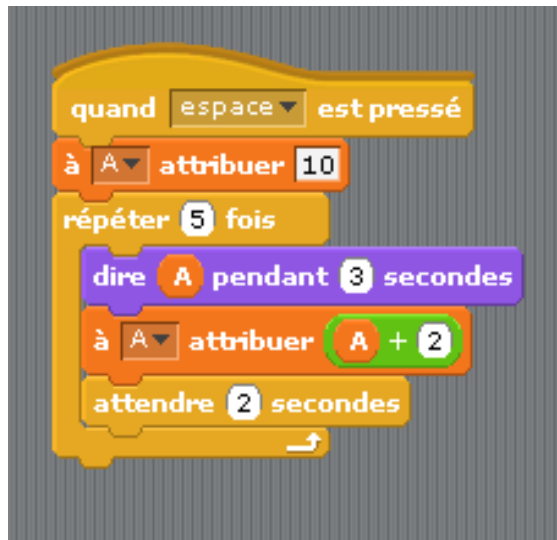 quand espace est pressé
à A attribuer 10
répéter 5 fois
dire A pendant 3 secondes
à A attribuer A + 2
attendre 2 secondes